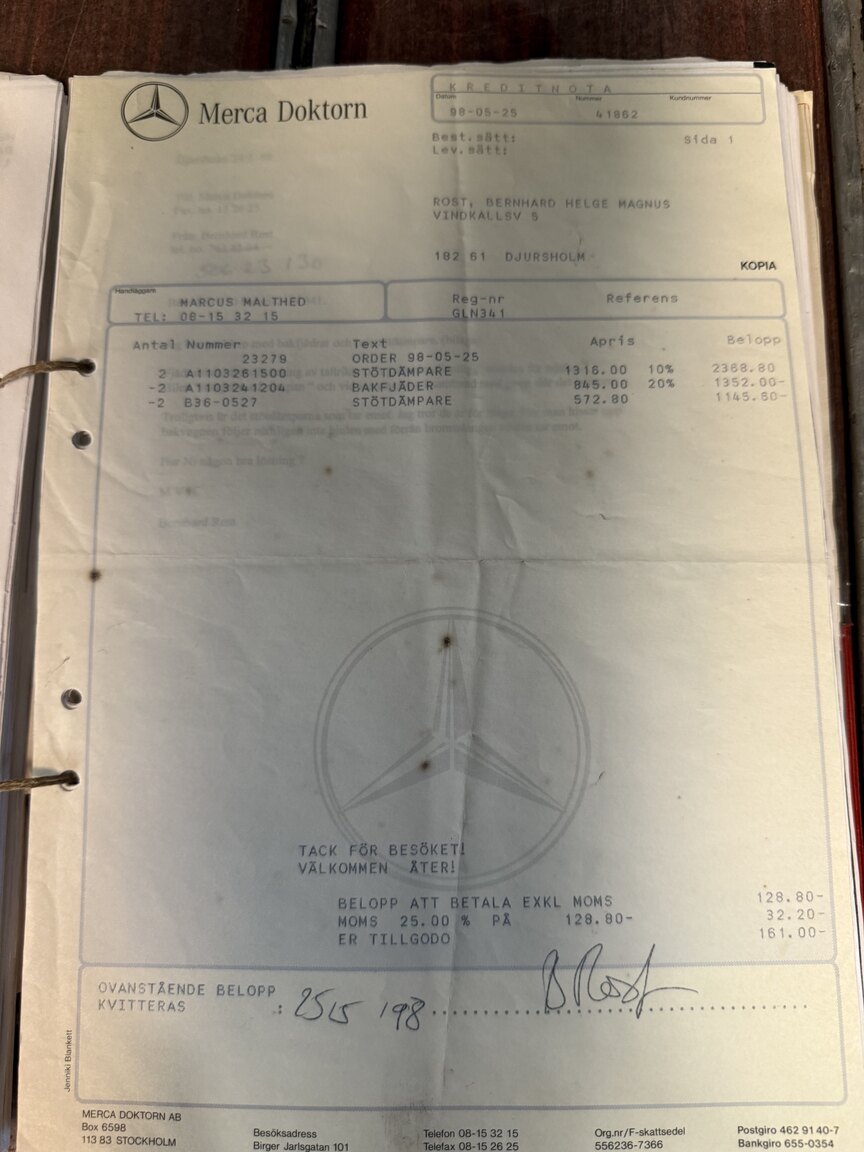 Merca Doktorn
KREDITNOTA
Datum Nummer Kundnummer
98-05-25 41862
Best.sätt: Sida 1
Lev.sätt:
ROST, BERNHARD HELGE MAGNUS
VINDKALLSV 5
182 61 DJURSHOLM
KOPIA
Handläggare
MARCUS MALTHED
TEL: 08-15 32 15
Reg-nr Referens
GLN341
Antal Nummer Text Apris Belopp
23279 ORDER 98-05-25
2 A1103261500 STÖTDÄMPARE 1316.00 10% 2368.80
-2 A1103241204 BAKFJÄDER 845.00 20% 1352.00-
-2 B36-0527 STÖTDÄMPARE 572.80 1145.60-
TACK FÖR BESÖKET!
VÄLKOMMEN ÅTER!
BELOPP ATT BETALA EXKL MOMS 128.80-
MOMS 25.00 % PÅ 128.80- 32.20-
ER TILLGODO 161.00-
OVANSTÅENDE BELOPP
KVITTERAS : 25/5 198 B Rost
Jenniki Blankett
MERCA DOKTORN AB
Box 6598
113 83 STOCKHOLM
Besöksadress
Birger Jarlsgatan 101
Telefon 08-15 32 15
Telefax 08-15 26 25
Org.nr/F-skattsedel
556236-7366
Postgiro 462 91 40-7
Bankgiro 655-0354